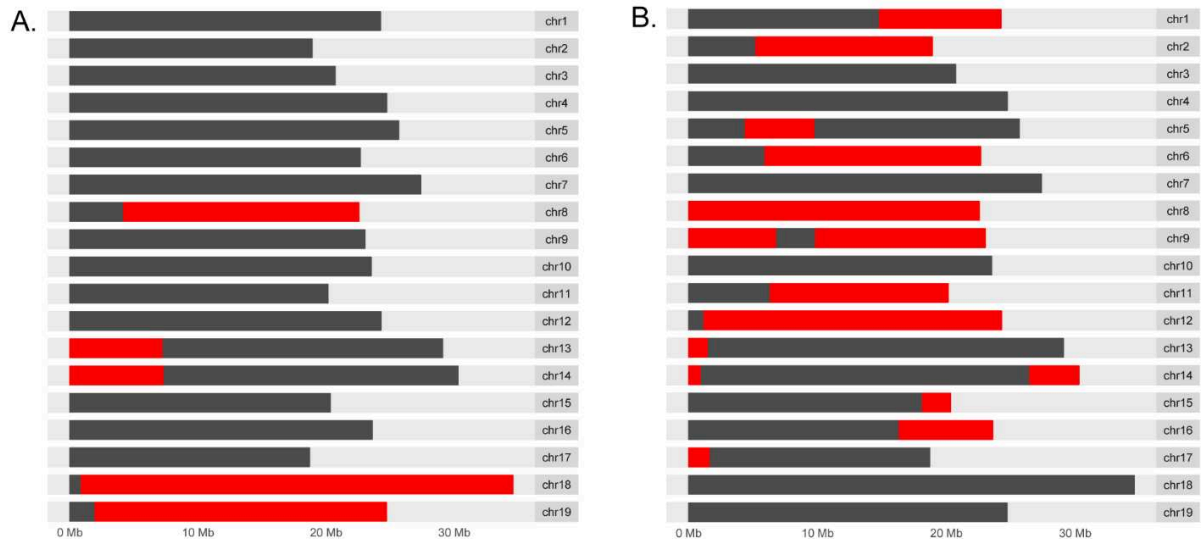 A.
chr1
chr2
chr3
chr4
chr5
chr6
chr7
chr8
chr9
chr10
chr11
chr12
chr13
chr14
chr15
chr16
chr17
chr18
chr19
0 Mb 10 Mb 20 Mb 30 Mb
B.
chr1
chr2
chr3
chr4
chr5
chr6
chr7
chr8
chr9
chr10
chr11
chr12
chr13
chr14
chr15
chr16
chr17
chr18
chr19
0 Mb 10 Mb 20 Mb 30 Mb